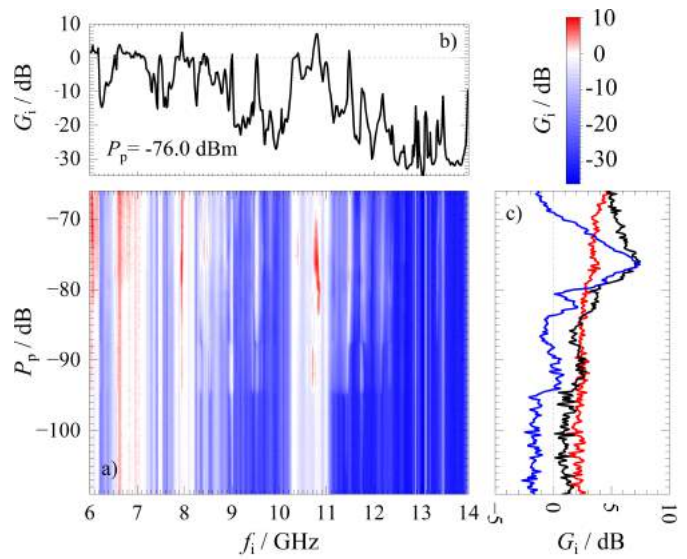 10
0
-10
-20
30
G_i / dB
b)
P_p = -76.0 dBm
10
0
-10
-20
-30
G_i / dB
−70
−80
−90
−100
P_p / dB
a)
6 7 8 9 10 11 12 13 14
f_i / GHz
c)
-5 0 5 10
G_i / dB